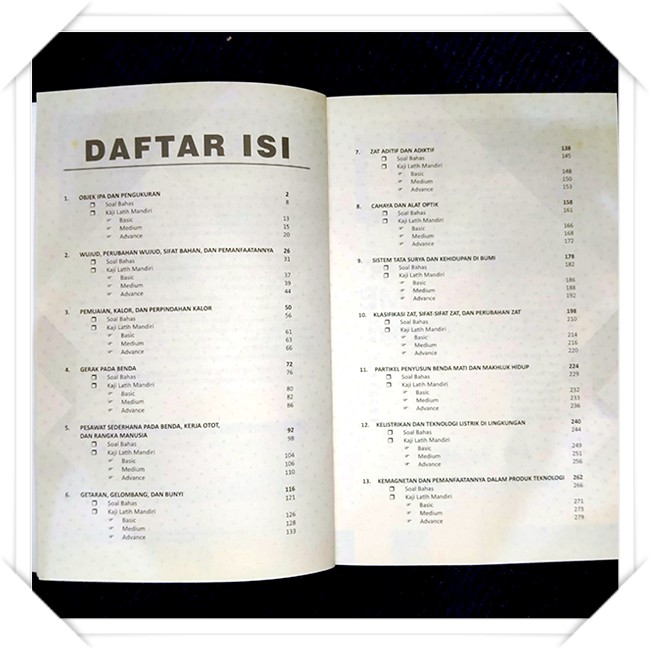 DAFTAR ISI
1. OBJEK IPA DAN PENGUKURAN 2
Soal Bahas 8
Kaji Latih Mandiri
Basic 13
Medium 15
Advance 20
2. WUJUD, PERUBAHAN WUJUD, SIFAT BAHAN, DAN PEMANFAATANNYA 26
Soal Bahas 31
Kaji Latih Mandiri
Basic 37
Medium 39
Advance 44
3. PEMUAIAN, KALOR, DAN PERPINDAHAN KALOR 50
Soal Bahas 56
Kaji Latih Mandiri
Basic 61
Medium 63
Advance 66
4. GERAK PADA BENDA 72
Soal Bahas 76
Kaji Latih Mandiri
Basic 80
Medium 82
Advance 86
5. PESAWAT SEDERHANA PADA BENDA, KERJA OTOT,
DAN RANGKA MANUSIA 92
Soal Bahas 98
Kaji Latih Mandiri
Basic 104
Medium 106
Advance 110
6. GETARAN, GELOMBANG, DAN BUNYI 116
Soal Bahas 121
Kaji Latih Mandiri
Basic 126
Medium 128
Advance 133
7. ZAT ADITIF DAN ADIKTIF 138
Soal Bahas 145
Kaji Latih Mandiri
Basic 148
Medium 150
Advance 153
8. CAHAYA DAN ALAT OPTIK 158
Soal Bahas 161
Kaji Latih Mandiri
Basic 166
Medium 168
Advance 172
9. SISTEM TATA SURYA DAN KEHIDUPAN DI BUMI 178
Soal Bahas 182
Kaji Latih Mandiri
Basic 186
Medium 188
Advance 192
10. KLASIFIKASI ZAT, SIFAT-SIFAT ZAT, DAN PERUBAHAN ZAT 198
Soal Bahas 210
Kaji Latih Mandiri
Basic 214
Medium 216
Advance 220
11. PARTIKEL PENYUSUN BENDA MATI DAN MAKHLUK HIDUP 224
Soal Bahas 229
Kaji Latih Mandiri
Basic 232
Medium 233
Advance 236
12. KELISTRIKAN DAN TEKNOLOGI LISTRIK DI LINGKUNGAN 240
Soal Bahas 244
Kaji Latih Mandiri
Basic 249
Medium 251
Advance 256
13. KEMAGNETAN DAN PEMANFAATANNYA DALAM PRODUK TEKNOLOGI 262
Soal Bahas 266
Kaji Latih Mandiri
Basic 271
Medium 273
Advance 279